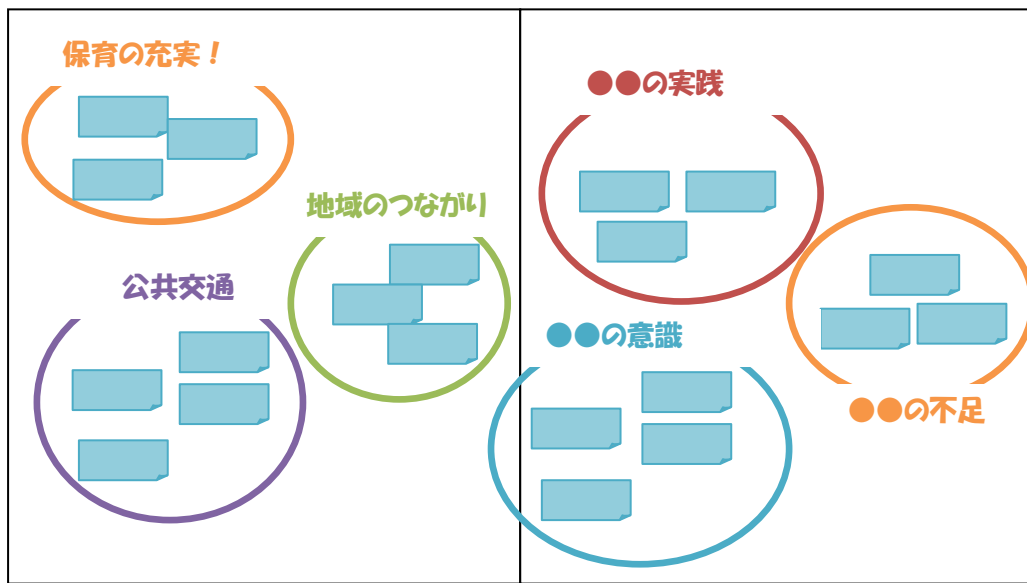 保育の充実！
地域のつながり
公共交通
●●の実践
●●の意識
●●の不足